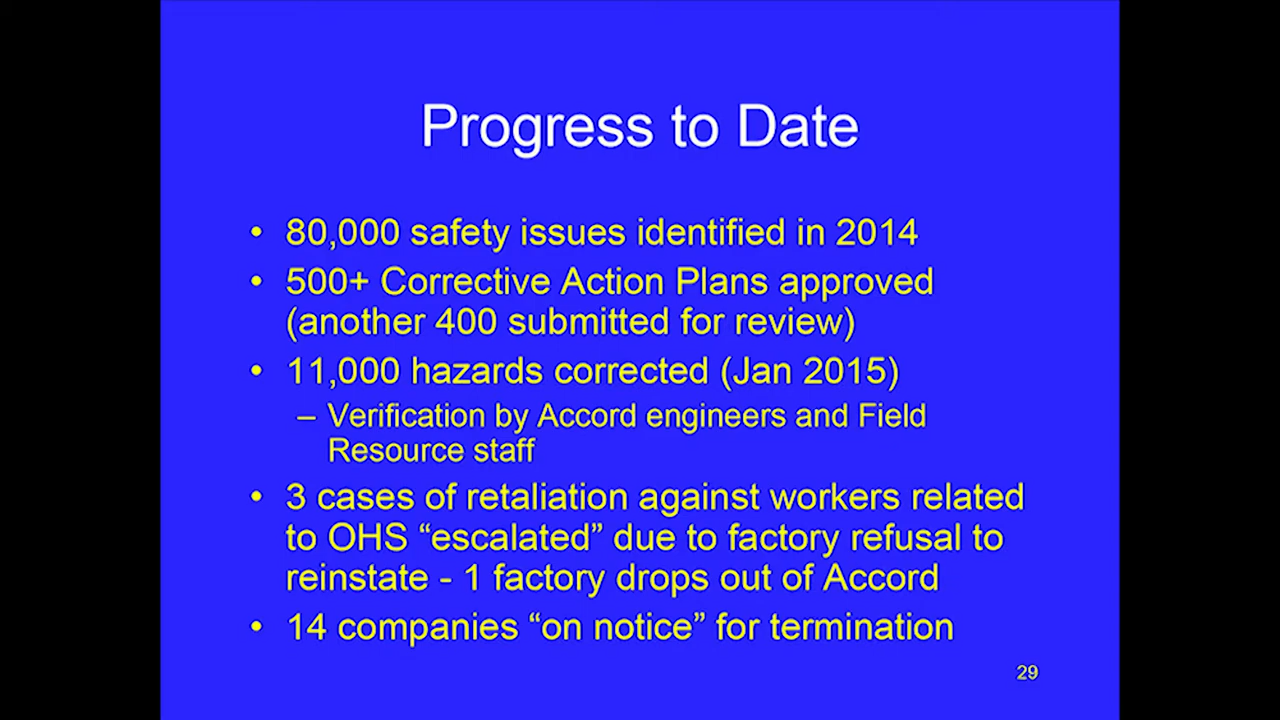 Progress to Date
• 80,000 safety issues identified in 2014
• 500+ Corrective Action Plans approved
(another 400 submitted for review)
• 11,000 hazards corrected (Jan 2015)
– Verification by Accord engineers and Field
Resource staff
• 3 cases of retaliation against workers related
to OHS “escalated” due to factory refusal to
reinstate - 1 factory drops out of Accord
• 14 companies “on notice” for termination
29